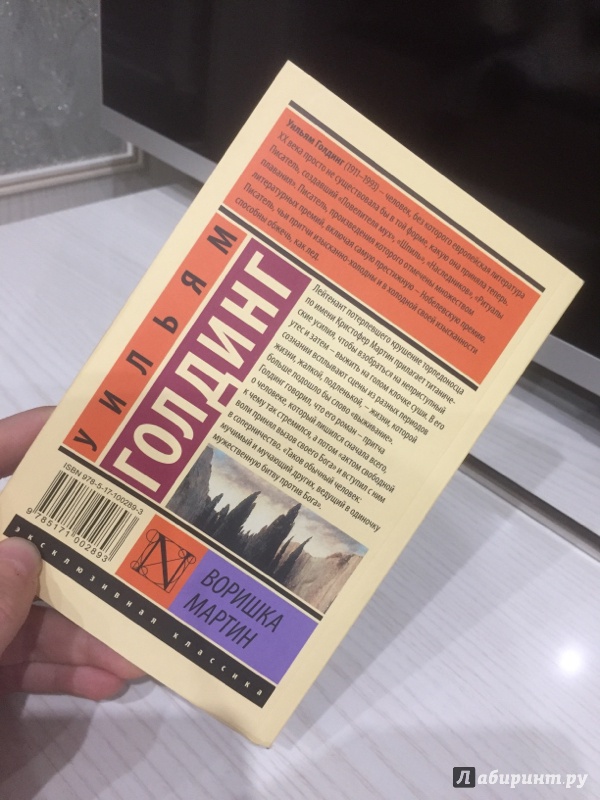 Уильям Голдинг (1911–1993) — человек, без которого европейская литература
XX века просто не существовала бы в той форме, какую она приняла теперь.
Писатель, создавший «Повелителя мух», «Шпиль», «Наследников», «Ритуалы
плавания». Писатель, произведения которого отмечены множеством
литературных премий, включая самую престижную — Нобелевскую премию.
Писатель, чьи притчи изысканно-холодны и в холодной своей изысканности
способны обжечь, как лед.
УИЛЬЯМ
ГОЛДИНГ
Лейтенант потерпевшего крушение торпедоносца
по имени Кристофер Мартин прилагает титаниче-
ские усилия, чтобы взобраться на неприступный
утес и затем — выжить на голом клочке суши. В его
сознании всплывают сцены из разных периодов
жизни, жалкой, подленькой — жизни, которой
больше подошло бы слово «выживание».
Голдинг говорил, что его роман — притча
о человеке, который лишился сначала всего,
к чему так стремился, а потом «актом свободной
воли принял вызов своего Бога» и вступил с ним
в соперничество. «Таков обычный человек:
мучимый и мучающий других, ведущий в одиночку
мужественную битву против Бога».
ISBN 978-5-17-100289-3
9 785171 002893
N
ВОРИШКА
МАРТИН
эксклюзивная классика
Лабиринт.ру